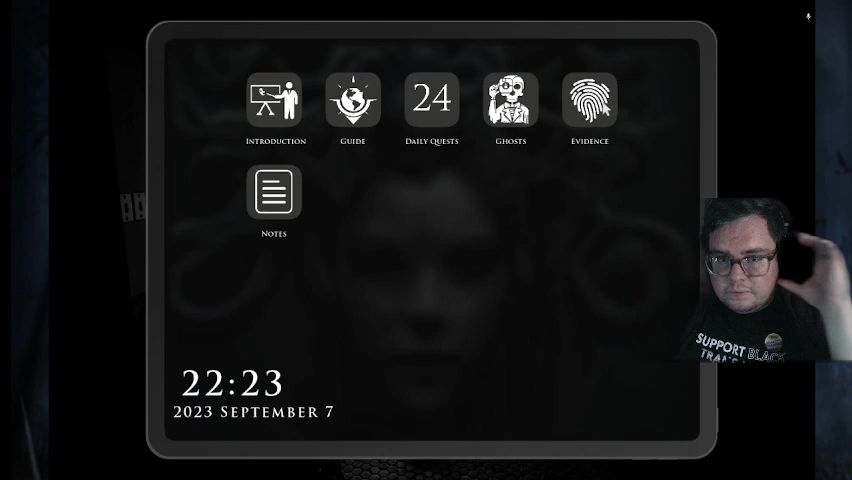 24
INTRODUCTION
GUIDE
DAILY QUESTS
GHOSTS
EVIDENCE
NOTES
22:23
2023 SEPTEMBER 7
SUPPORT BLACK